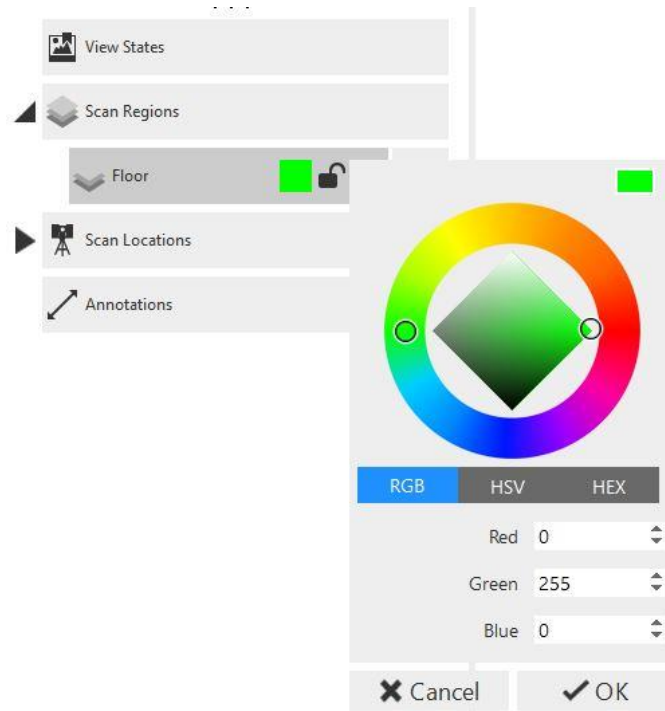 View States
Scan Regions
Floor
Scan Locations
Annotations
RGB HSV HEX
Red 0
Green 255
Blue 0
Cancel OK